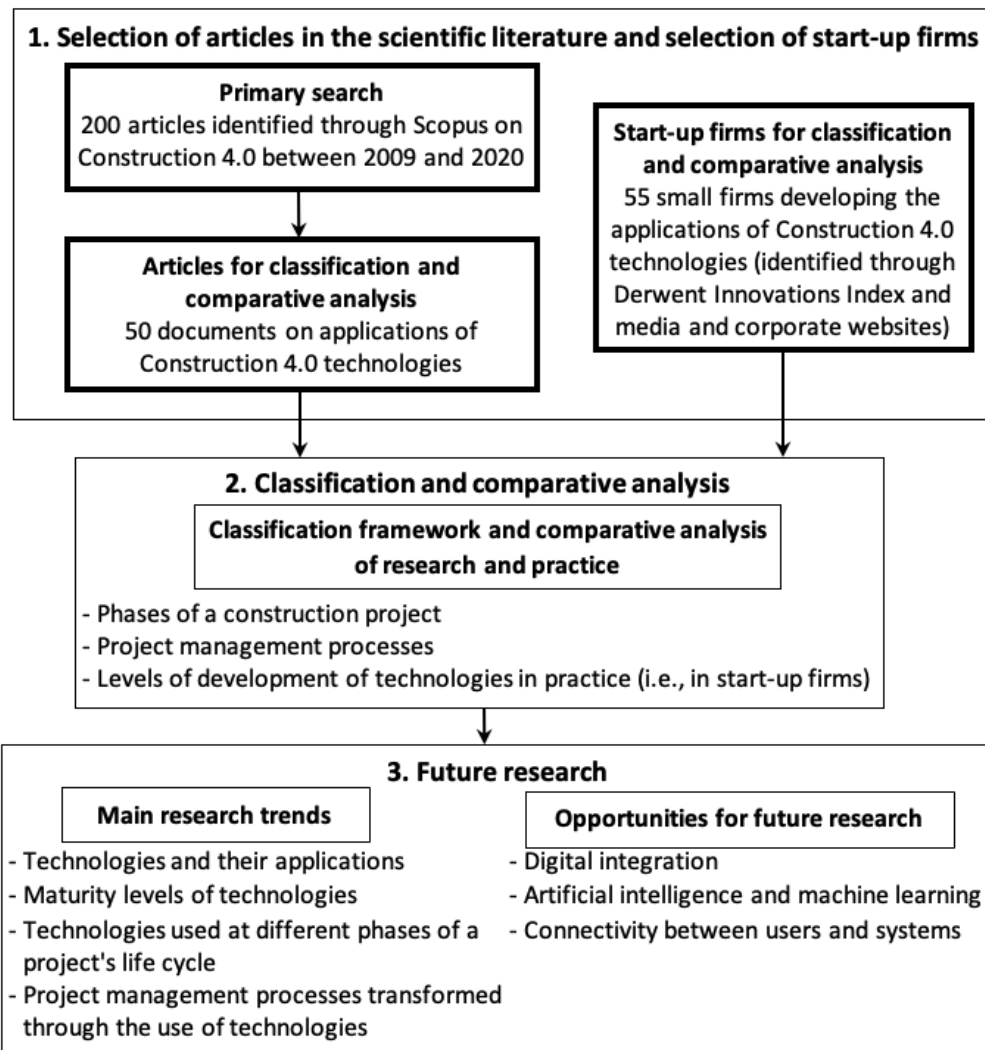 1. Selection of articles in the scientific literature and selection of start-up firms
Primary search
200 articles identified through Scopus on
Construction 4.0 between 2009 and 2020
Articles for classification and
comparative analysis
50 documents on applications of
Construction 4.0 technologies
Start-up firms for classification
and comparative analysis
55 small firms developing the
applications of Construction 4.0
technologies (identified through
Derwent Innovations Index and
media and corporate websites)
2. Classification and comparative analysis
Classification framework and comparative analysis
of research and practice
- Phases of a construction project
- Project management processes
- Levels of development of technologies in practice (i.e., in start-up firms)
3. Future research
Main research trends
- Technologies and their applications
- Maturity levels of technologies
- Technologies used at different phases of a
project's life cycle
- Project management processes transformed
through the use of technologies
Opportunities for future research
- Digital integration
- Artificial intelligence and machine learning
- Connectivity between users and systems